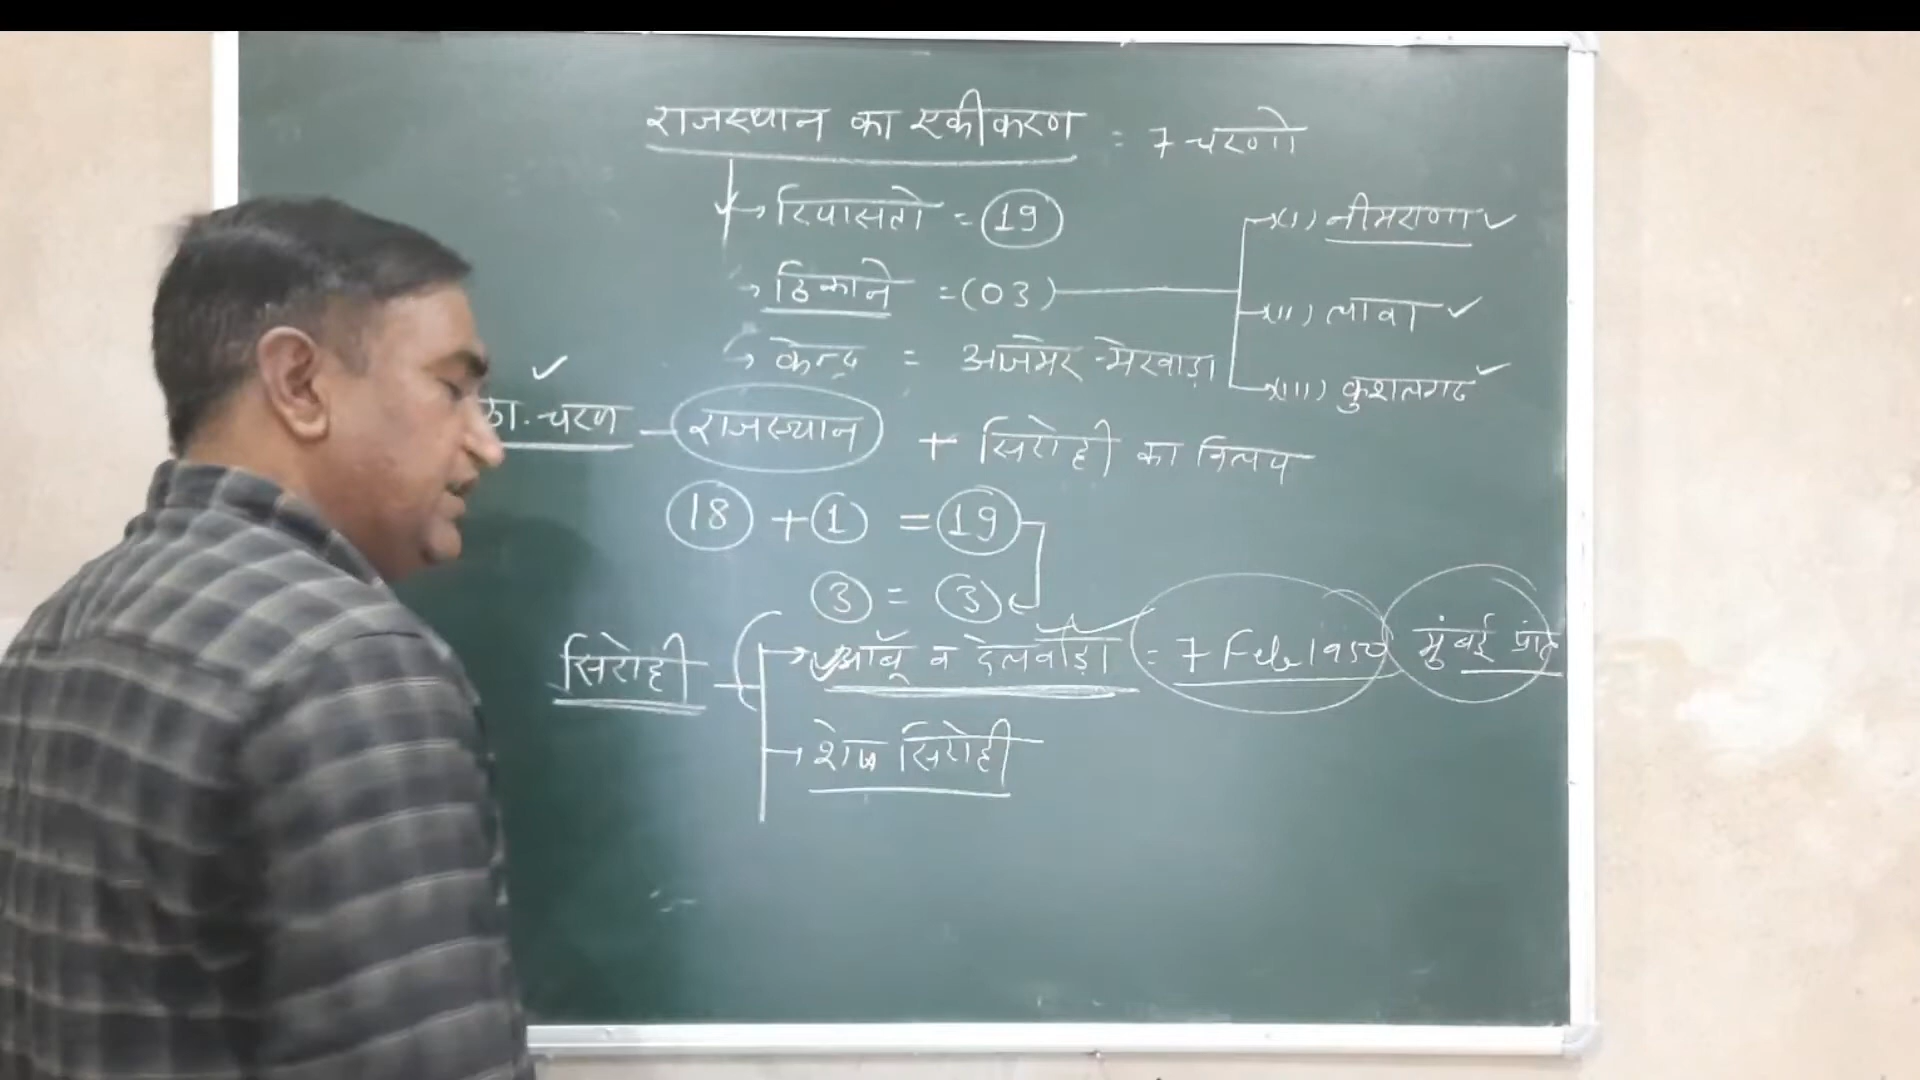 राजस्थान का एकीकरण = 7 चरणो
→ रियासतो = 19
→ ठिकाने = (03)
→ (i) नीमराणा ✓
→ (ii) लावा ✓
→ (iii) कुशलगढ ✓
→ केन्द्र = अजमेर-मेरवाड़ा
चरण - राजस्थान + सिरोही का विलय
18 + 1 = 19
3 = 3
सिरोही
→ आबू व देलवाड़ा = 7 Feb 1950 मुंबई प्रांत
→ शेष सिरोही